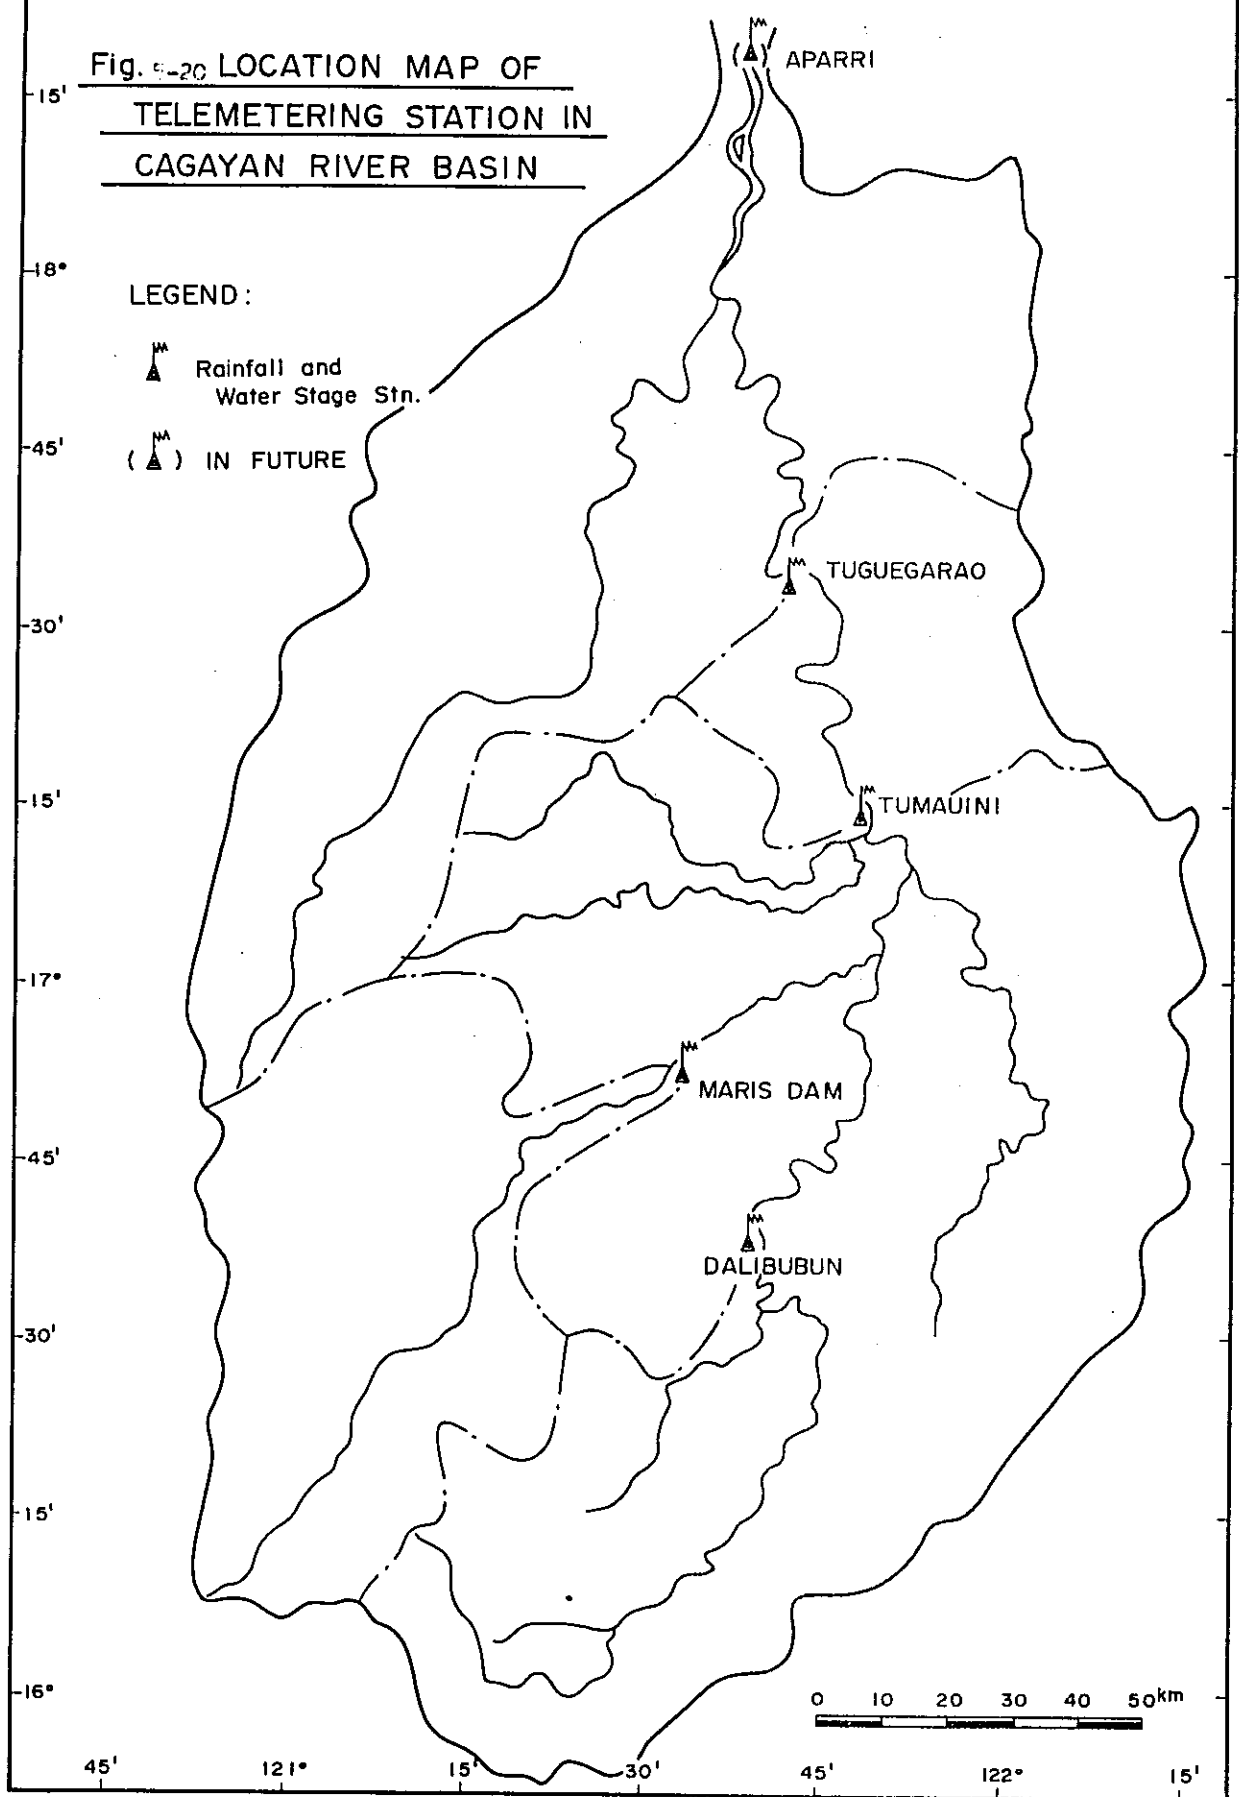 Fig. 5-20 LOCATION MAP OF
TELEMETERING STATION IN
CAGAYAN RIVER BASIN
APARRI
15'
18°
LEGEND:
Rainfall and
Water Stage Stn.
45'
( ) IN FUTURE
TUGUEGARAO
30'
15'
TUMAUINI
17°
MARIS DAM
45'
DALIBUBUN
30'
15'
16°
0 10 20 30 40 50km
45' 121° 15' 30' 45' 122° 15'